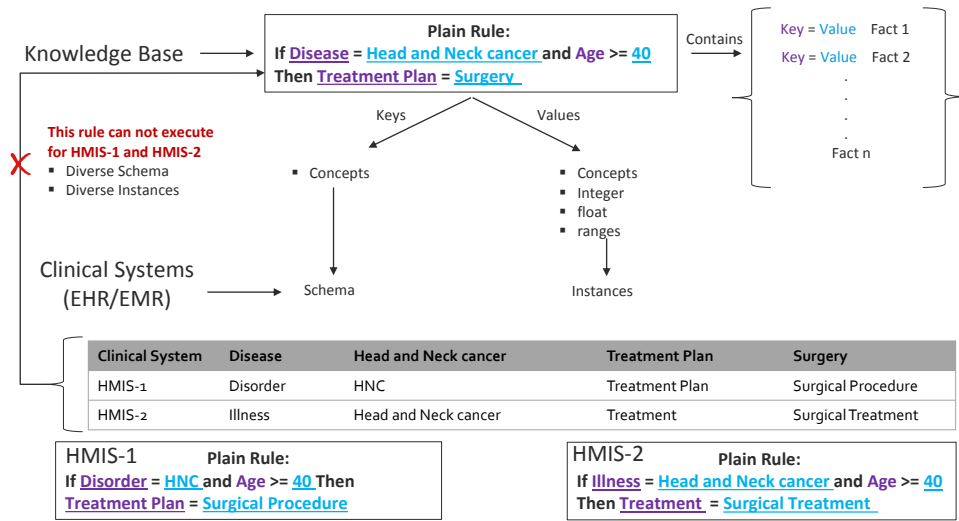 Plain Rule:
If Disease = Head and Neck cancer and Age >= 40
Then Treatment Plan = Surgery
Knowledge Base
Contains
Key = Value Fact 1
Key = Value Fact 2
.
.
.
.
Fact n
Keys
Values
This rule can not execute
for HMIS-1 and HMIS-2
▪ Diverse Schema
▪ Diverse Instances
▪ Concepts
▪ Concepts
▪ Integer
▪ float
▪ ranges
Clinical Systems
(EHR/EMR)
Schema
Instances
Clinical System Disease Head and Neck cancer Treatment Plan Surgery
HMIS-1 Disorder HNC Treatment Plan Surgical Procedure
HMIS-2 Illness Head and Neck cancer Treatment Surgical Treatment
HMIS-1 Plain Rule:
If Disorder = HNC and Age >= 40 Then
Treatment Plan = Surgical Procedure
HMIS-2 Plain Rule:
If Illness = Head and Neck cancer and Age >= 40
Then Treatment = Surgical Treatment